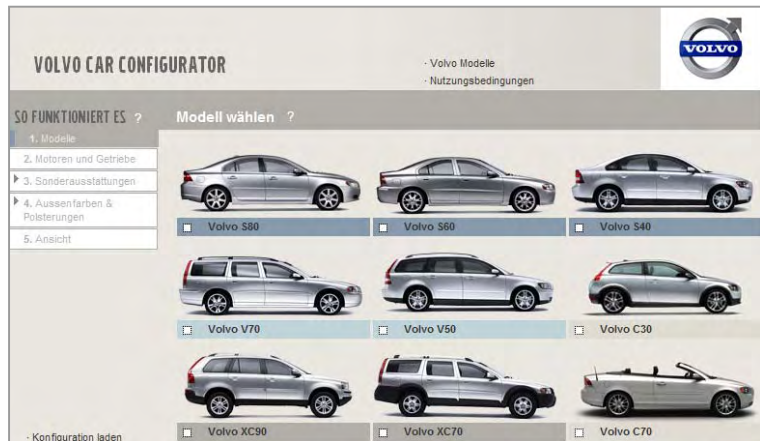 VOLVO CAR CONFIGURATOR
· Volvo Modelle
· Nutzungsbedingungen
VOLVO
SO FUNKTIONIERT ES ?
1. Modelle
2. Motoren und Getriebe
3. Sonderausstattungen
4. Aussenfarben &
Polsterungen
5. Ansicht
· Konfiguration laden
Modell wählen ?
Volvo S80
Volvo S60
Volvo S40
Volvo V70
Volvo V50
Volvo C30
Volvo XC90
Volvo XC70
Volvo C70